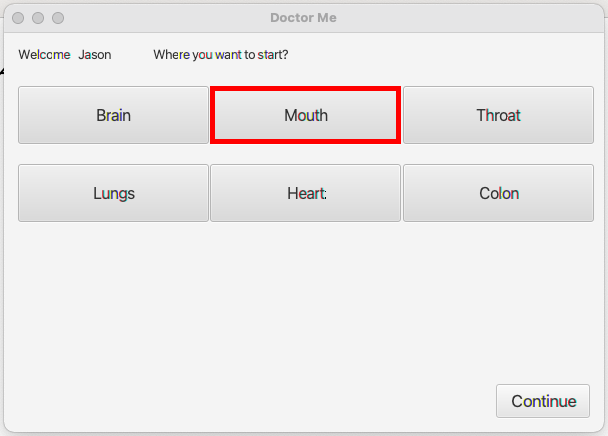 Doctor Me
Welcome Jason Where you want to start?
Brain Mouth Throat
Lungs Heart Colon
Continue